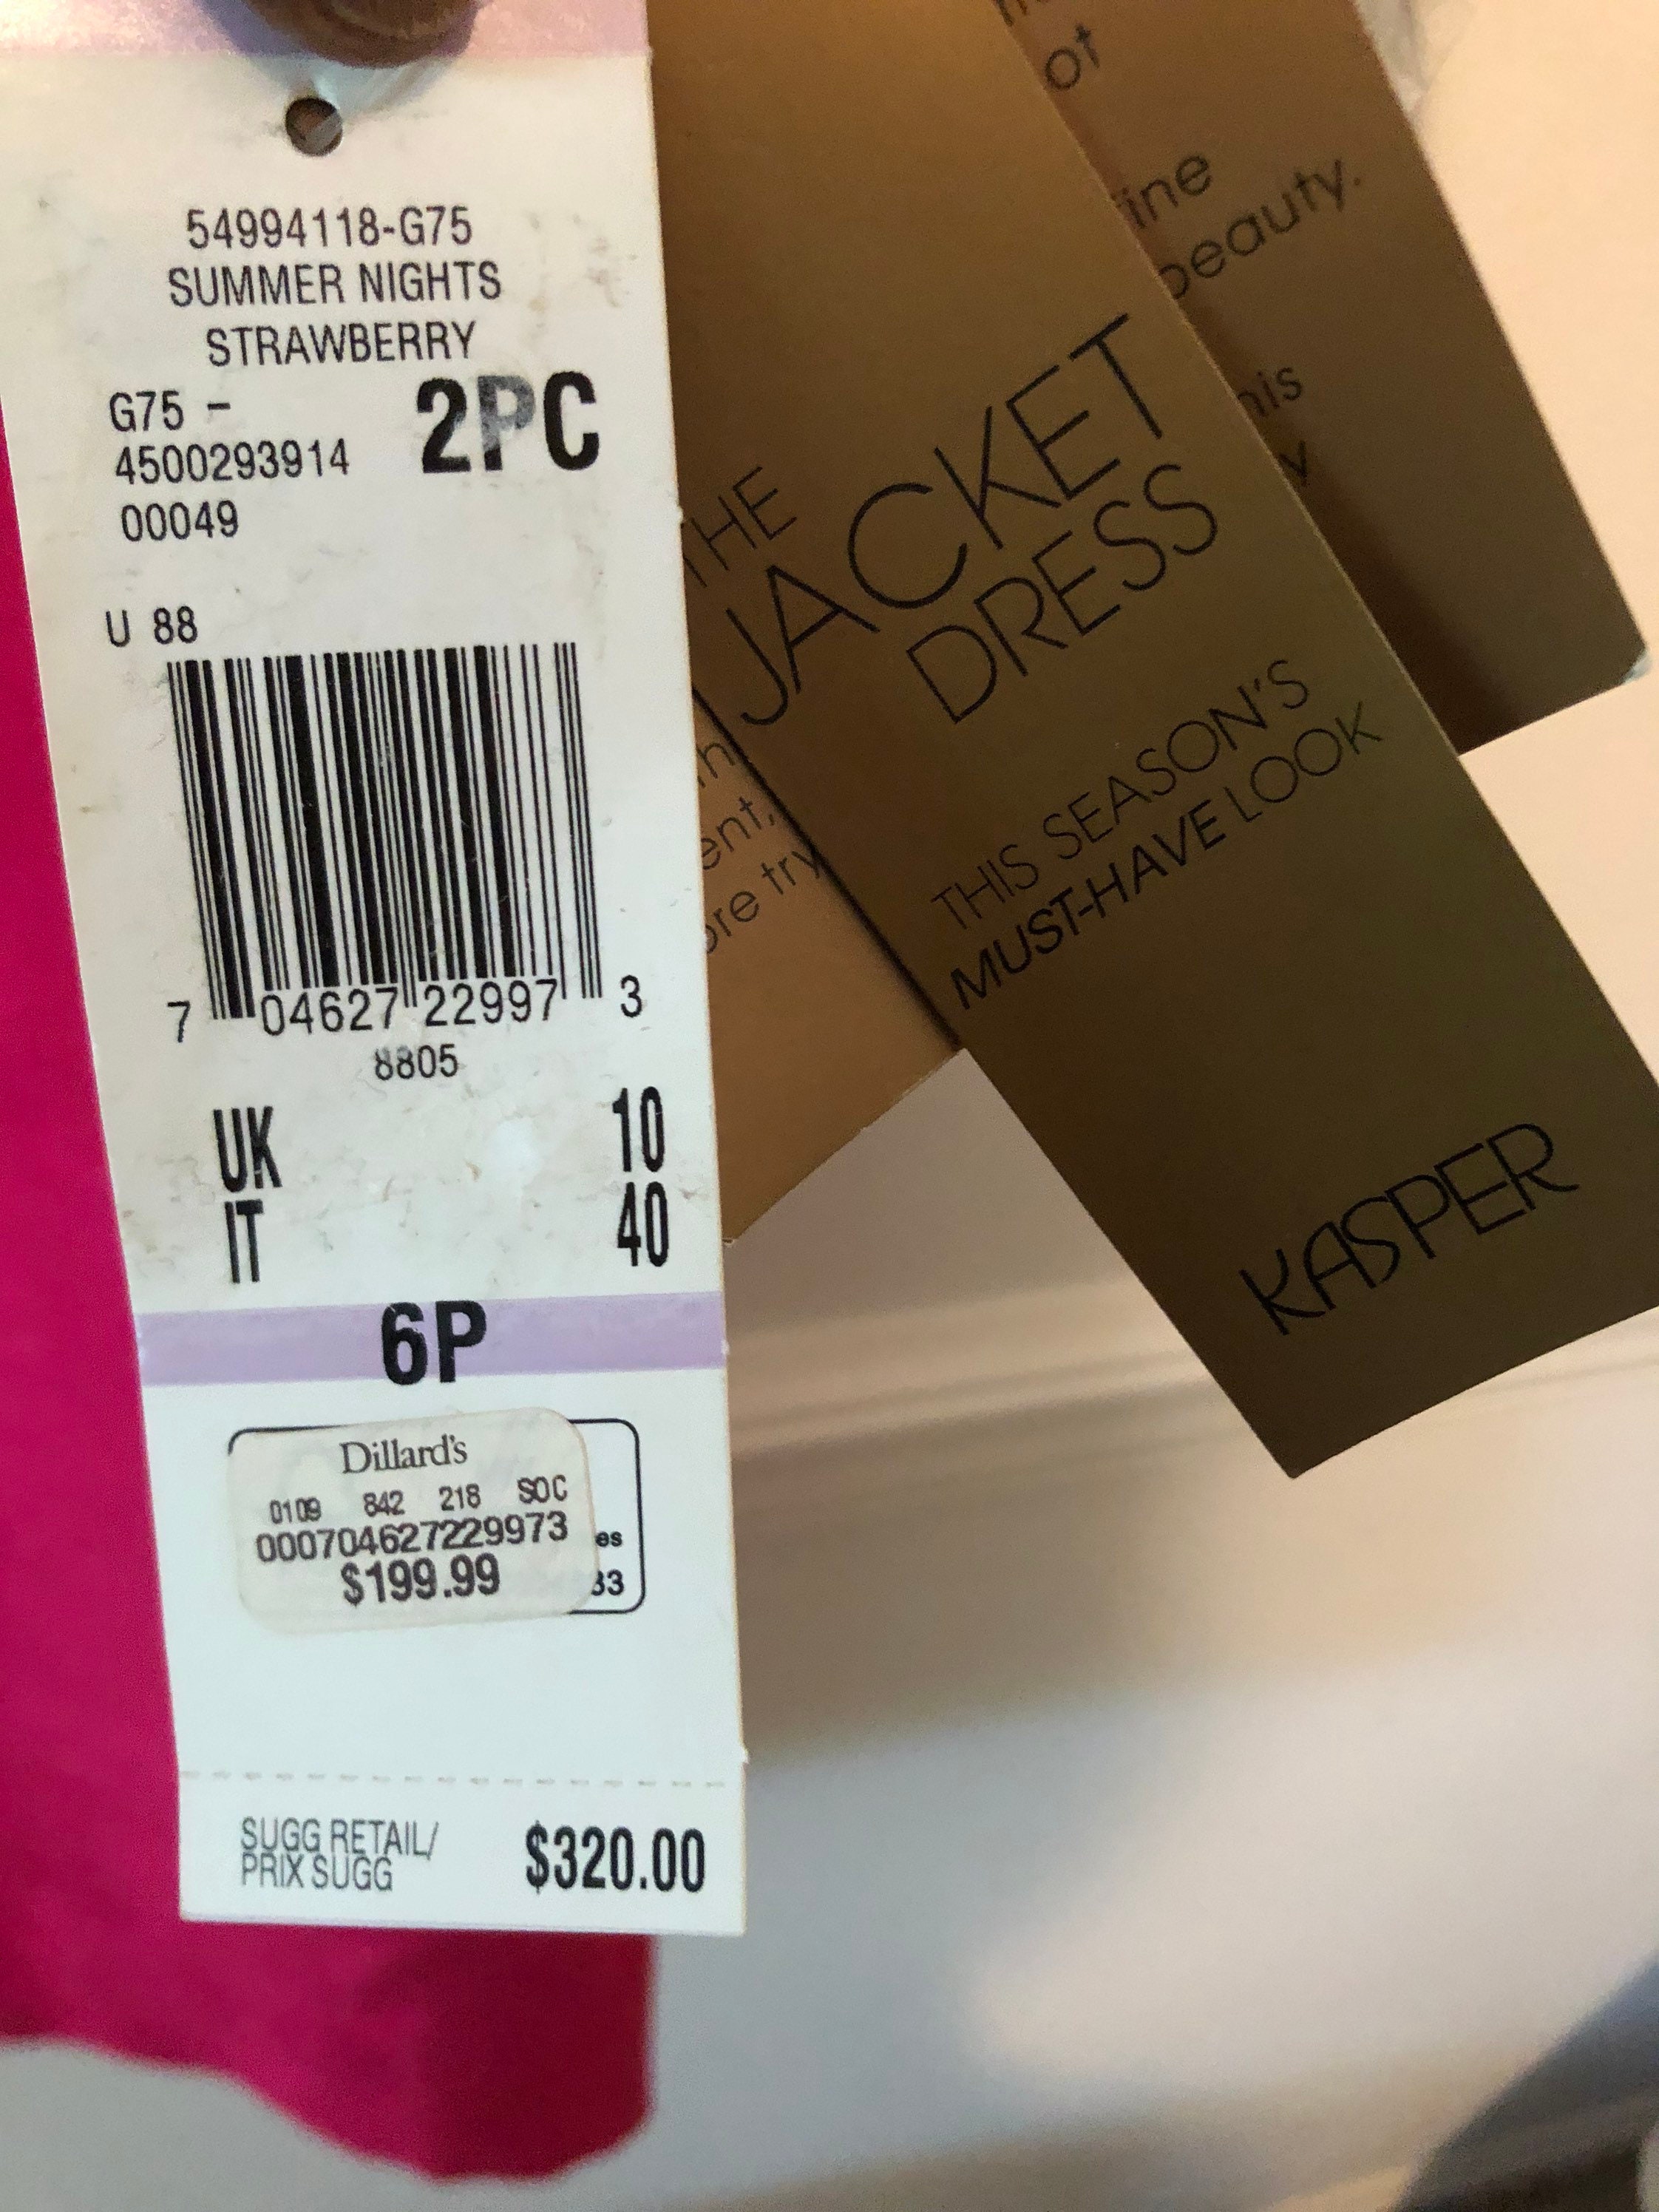 54994118-G75
SUMMER NIGHTS
STRAWBERRY
G75 -
4500293914
00049
2PC
U 88
7 04627 22997 3
8805
UK 10
IT 40
6P
Dillard's
0109 842 218 SOC
000704627229973
$199.99
SUGG RETAIL/
PRIX SUGG
$320.00
THE
JACKET
DRESS
THIS SEASON'S
MUST-HAVE LOOK
KASPER
beauty.